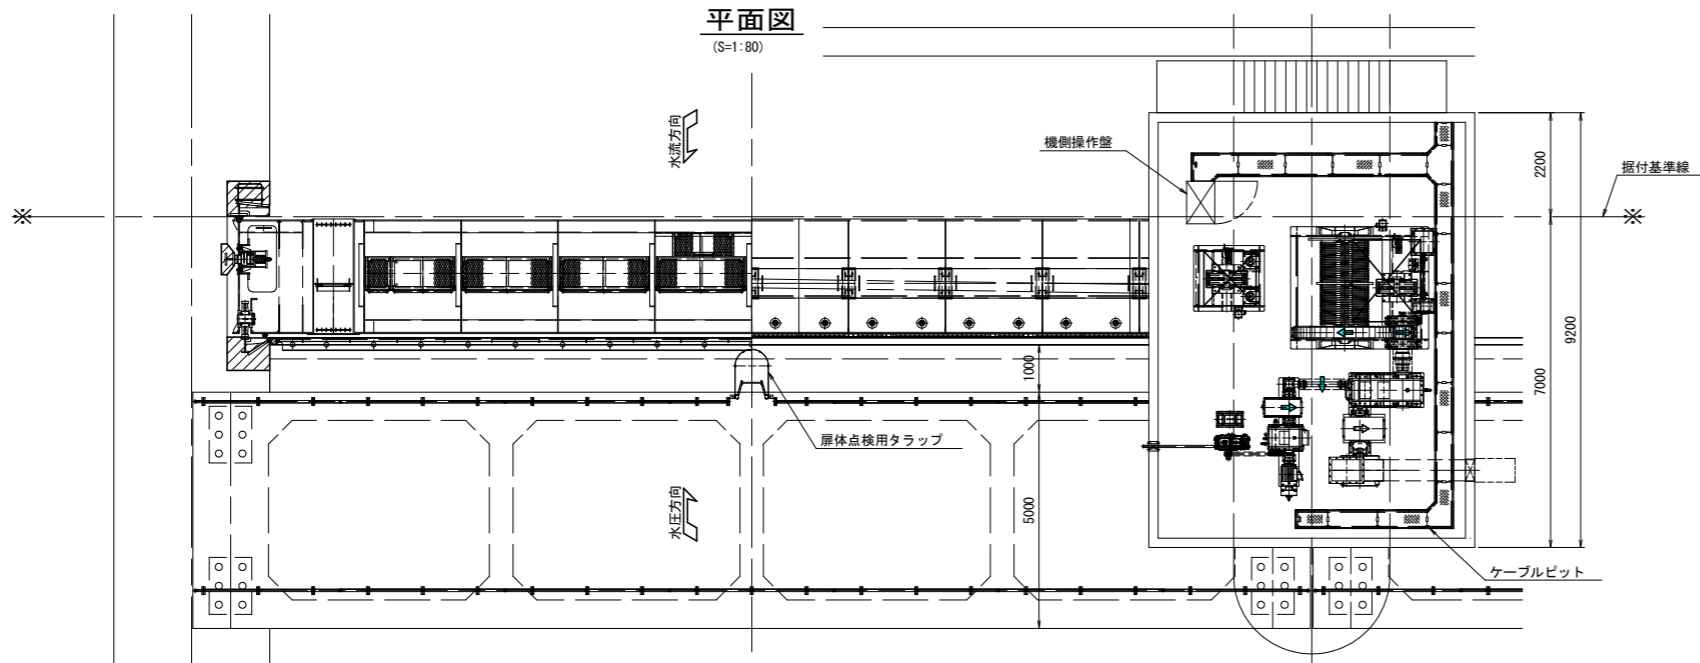 平面図
(S=1:80)
水流方向
機側操作盤
2200
据付基準線
※
※
9200
1000
7000
扉体点検用タラップ
水圧方向
5000
ケーブルピット